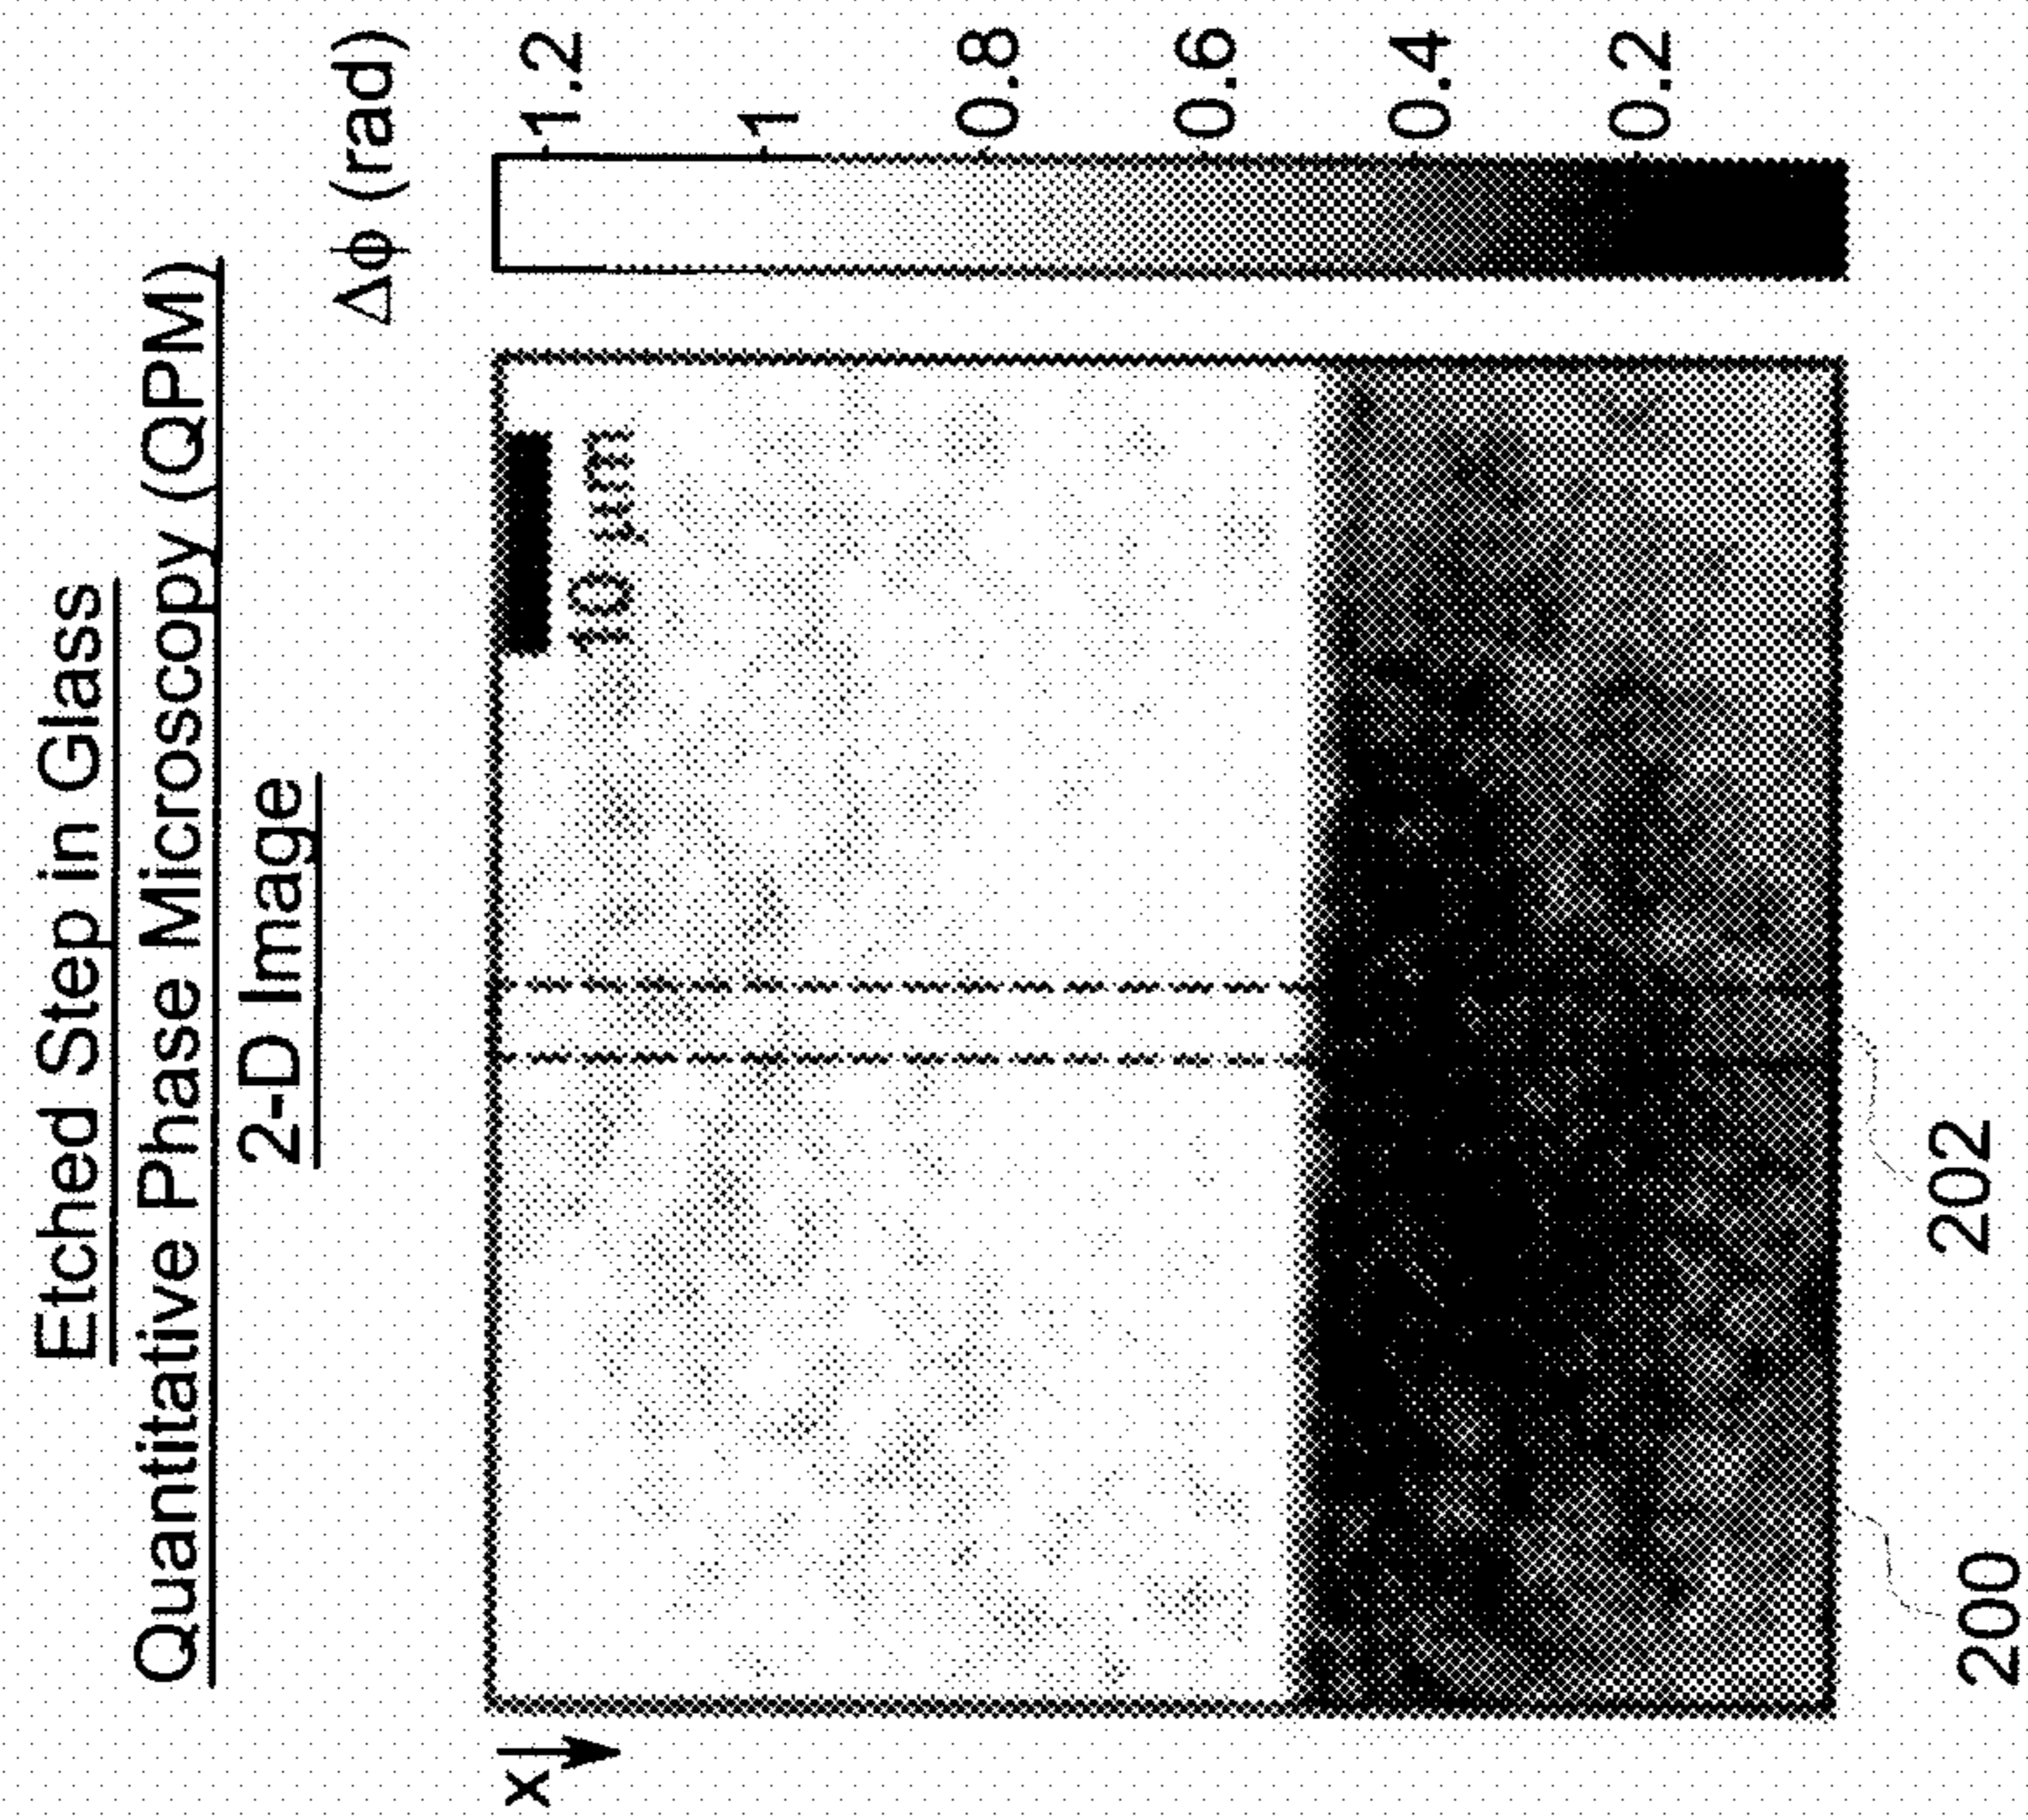 Etched Step in Glass
Quantitative Phase Microscopy (QPM)
2-D Image
Δϕ (rad)
1.2
1
0.8
0.6
0.4
0.2
10 µm
x
202
200